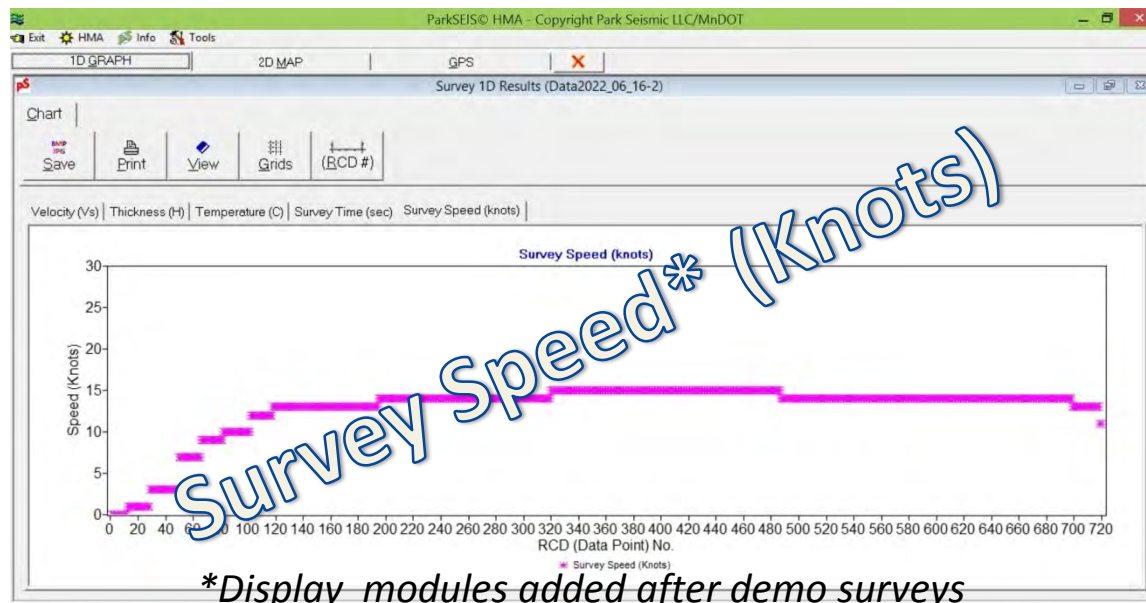 ParkSEIS© HMA - Copyright Park Seismic LLC/MnDOT
Exit HMA Info Tools
1D GRAPH 2D MAP GPS
pS Survey 1D Results (Data2022_06_16-2)
Chart
BMP
JPG
Save Print View Grids (RCD #)
Velocity (Vs) Thickness (H) Temperature (C) Survey Time (sec) Survey Speed (knots)
Survey Speed (knots)
Survey Speed* (Knots)
30
25
20
15
10
5
0
Speed (Knots)
0 20 40 60 80 100 120 140 160 180 200 220 240 260 280 300 320 340 360 380 400 420 440 460 480 500 520 540 560 580 600 620 640 660 680 700 720
RCD (Data Point) No.
Survey Speed (Knots)
*Display modules added after demo surveys